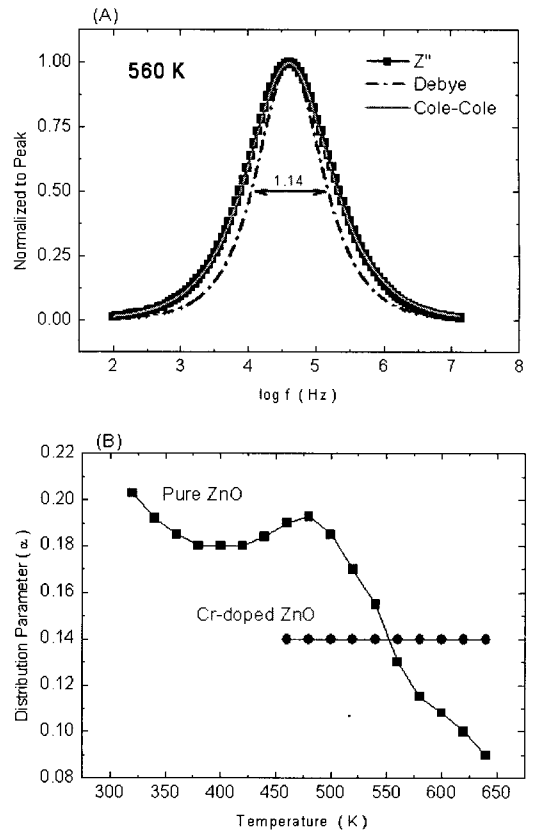 (A)
560 K
Z"
Debye
Cole-Cole
1.14
1.00
0.75
0.50
0.25
0.00
Normalized to Peak
2 3 4 5 6 7 8
log f ( Hz )
(B)
0.22
0.20
0.18
0.16
0.14
0.12
0.10
0.08
Pure ZnO
Cr-doped ZnO
Distribution Parameter ( α )
300 350 400 450 500 550 600 650
Temperature ( K )